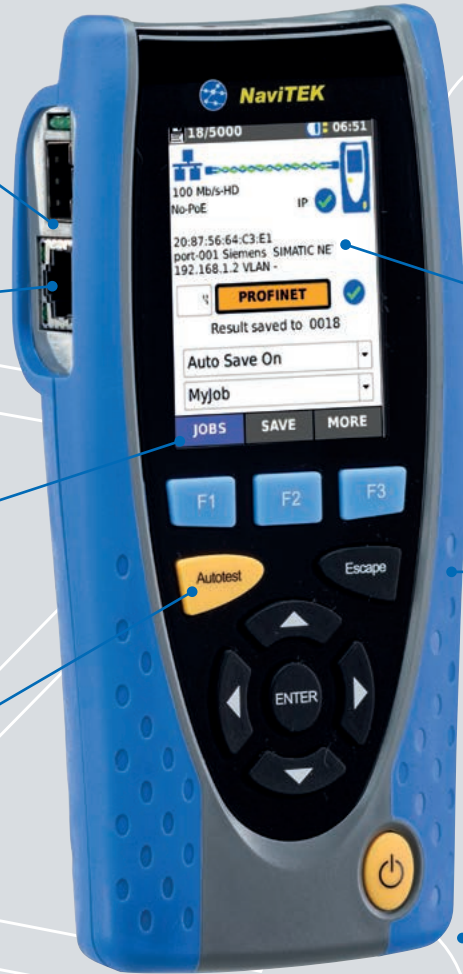 NaviTEK
18/5000 06:51
100 Mb/s-HD
No-PoE
IP
20:87:56:64:C3:E1
port-001 Siemens SIMATIC NE
192.168.1.2 VLAN -
PROFINET
Result saved to 0018
Auto Save On
MyJob
JOBS SAVE MORE
F1 F2 F3
Autotest Escape
ENTER